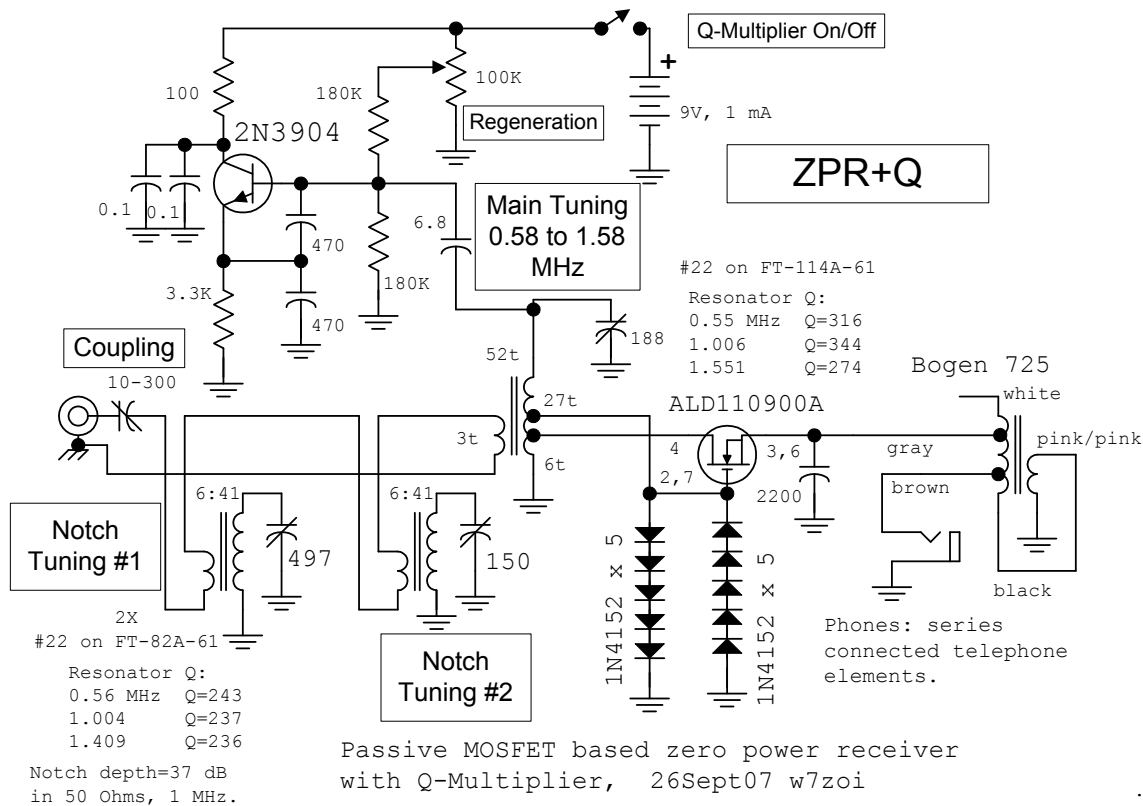 Q-Multiplier On/Off
+
100
180K
100K
9V, 1 mA
2N3904
Regeneration
ZPR+Q
0.1
0.1
470
6.8
Main Tuning
0.58 to 1.58
MHz
180K
3.3K
470
#22 on FT-114A-61
Resonator Q:
0.55 MHz Q=316
1.006 Q=344
1.551 Q=274
188
Coupling
10-300
52t
27t
3t
6t
ALD110900A
4
3,6
2,7
2200
Bogen 725
white
gray
pink/pink
brown
black
Notch
Tuning #1
6:41
497
6:41
150
2X
#22 on FT-82A-61
Resonator Q:
0.56 MHz Q=243
1.004 Q=237
1.409 Q=236
Notch depth=37 dB
in 50 Ohms, 1 MHz.
Notch
Tuning #2
1N4152 x 5
1N4152 x 5
Phones: series
connected telephone
elements.
Passive MOSFET based zero power receiver
with Q-Multiplier, 26Sept07 w7zoi
.